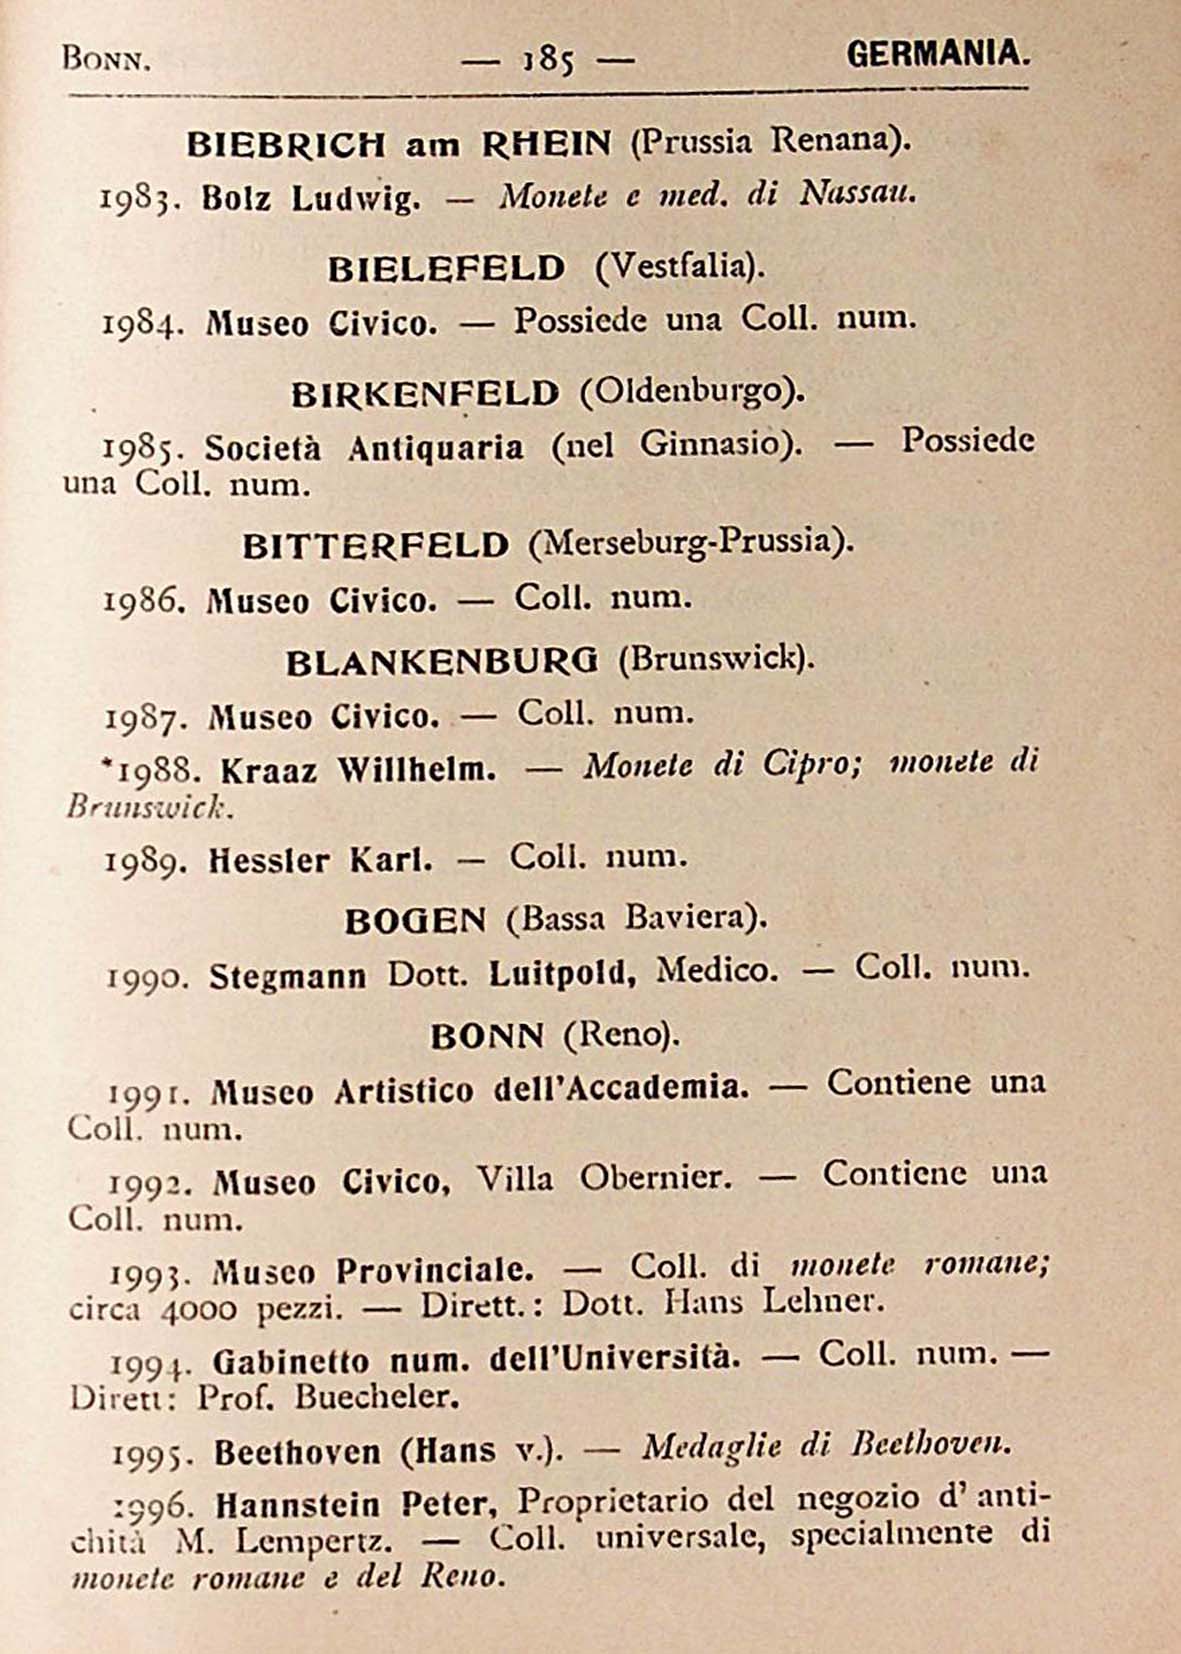 BONN. — 185 — GERMANIA.
BIEBRICH am RHEIN (Prussia Renana).
1983. Bolz Ludwig. — Monete e med. di Nassau.
BIELEFELD (Vestfalia).
1984. Museo Civico. — Possiede una Coll. num.
BIRKENFELD (Oldenburgo).
1985. Società Antiquaria (nel Ginnasio). — Possiede
una Coll. num.
BITTERFELD (Merseburg-Prussia).
1986. Museo Civico. — Coll. num.
BLANKENBURG (Brunswick).
1987. Museo Civico. — Coll. num.
*1988. Kraaz Willhelm. — Monete di Cipro; monete di
Brunswick.
1989. Hessler Karl. — Coll. num.
BOGEN (Bassa Baviera).
1990. Stegmann Dott. Luitpold, Medico. — Coll. num.
BONN (Reno).
1991. Museo Artistico dell'Accademia. — Contiene una
Coll. num.
1992. Museo Civico, Villa Obernier. — Contiene una
Coll. num.
1993. Museo Provinciale. — Coll. di monete romane;
circa 4000 pezzi. — Dirett.: Dott. Hans Lehner.
1994. Gabinetto num. dell'Università. — Coll. num. —
Dirett: Prof. Buecheler.
1995. Beethoven (Hans v.). — Medaglie di Beethoven.
1996. Hannstein Peter, Proprietario del negozio d' anti-
chità M. Lempertz. — Coll. universale, specialmente di
monete romane e del Reno.